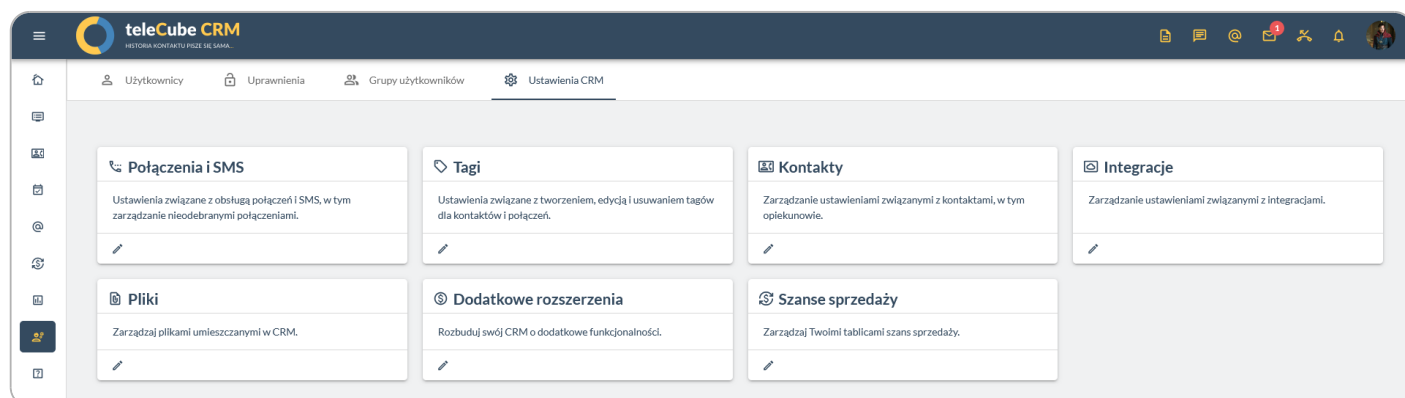 teleCube CRM
HISTORIA KONTAKTU PISZE SIĘ SAMA...
1
Użytkownicy
Uprawnienia
Grupy użytkowników
Ustawienia CRM
Połączenia i SMS
Ustawienia związane z obsługą połączeń i SMS, w tym
zarządzanie nieodebranymi połączeniami.
Tagi
Ustawienia związane z tworzeniem, edycją i usuwaniem tagów
dla kontaktów i połączeń.
Kontakty
Zarządzanie ustawieniami związanymi z kontaktami, w tym
opiekunowie.
Integracje
Zarządzanie ustawieniami związanymi z integracjami.
Pliki
Zarządzaj plikami umieszczanymi w CRM.
Dodatkowe rozszerzenia
Rozbuduj swój CRM o dodatkowe funkcjonalności.
Szanse sprzedaży
Zarządzaj Twoimi tablicami szans sprzedaży.